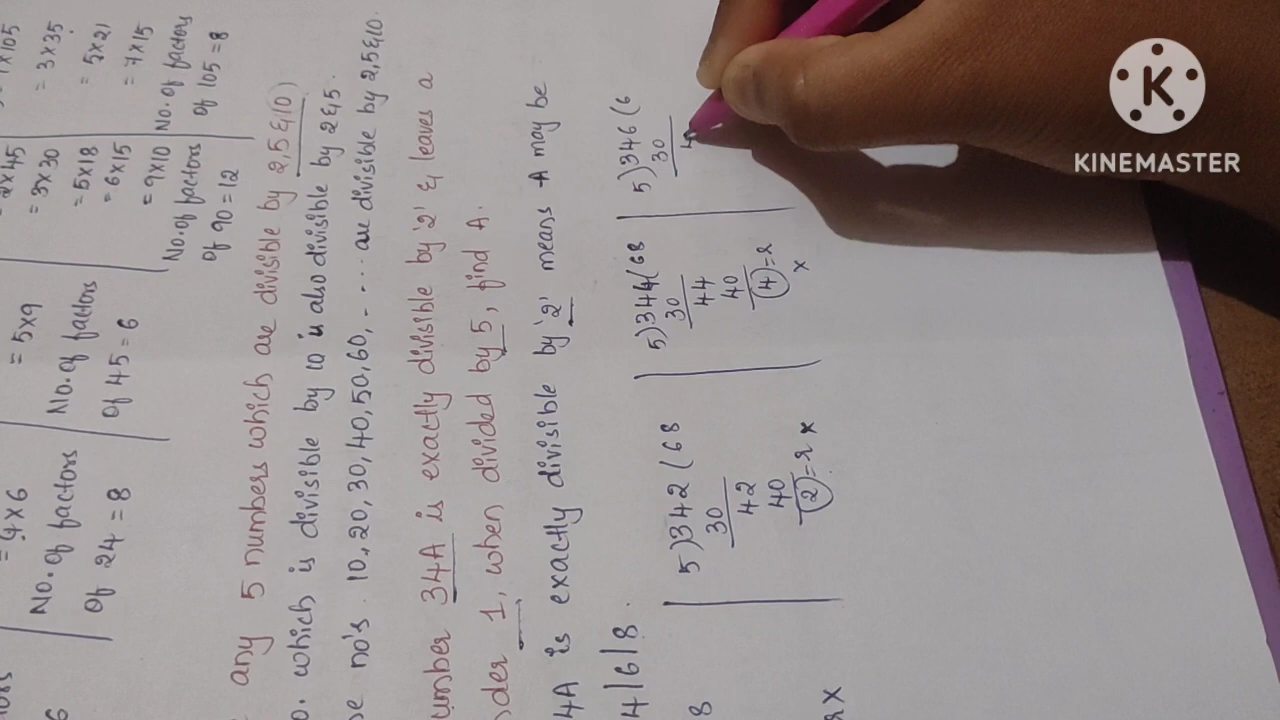 1 x 105
= 3 x 35
= 5 x 21
= 7 x 15
No. of factors
of 105 = 8
= 2 x 45
= 3 x 30
= 5 x 18
= 6 x 15
= 9 x 10
No. of factors
of 90 = 12
= 5 x 9
No. of factors
of 45 = 6
= 4 x 6
No. of factors
of 24 = 8
any 5 numbers which are divisible by 2, 5 & 10)
which is divisible by 10 is also divisible by 2 & 5.
no's. 10, 20, 30, 40, 50, 60, - ... are divisible by 2, 5 & 10.
umber 34A is exactly divisible by '2' & leaves a
nder 1, when divided by 5, find A.
4A is exactly divisible by '2' means A may be
4 | 6 | 8.
8
x
5) 342 ( 68
30
42
40
2 = r x
5) 344 ( 68
30
44
40
4 = r
x
5) 346 ( 6
30
4
K
KINEMASTER